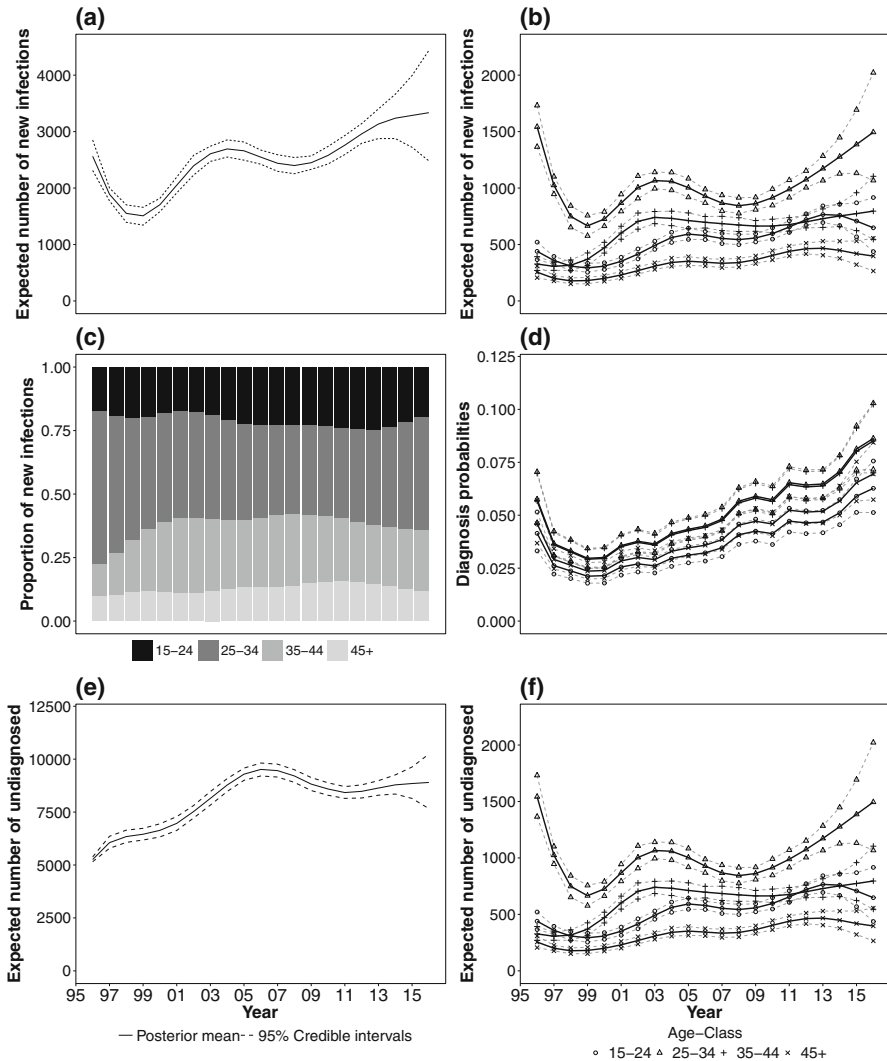 (a)
(b)
Expected number of new infections
4000
3000
2000
1000
0
Expected number of new infections
2000
1500
1000
500
0
(c)
(d)
Proportion of new infections
1.00
0.75
0.50
0.25
0.00
15−24 25−34 35−44 45+
Diagnosis probabilties
0.125
0.100
0.075
0.050
0.025
0.000
(e)
(f)
Expected number of undiagnosed
12500
10000
7500
5000
2500
0
95 97 99 01 03 05 07 09 11 13 15
Year
Posterior mean 95% Credible intervals
Expected number of undiagnosed
2000
1500
1000
500
0
95 97 99 01 03 05 07 09 11 13 15
Year
Age−Class
15−24 25−34 35−44 45+